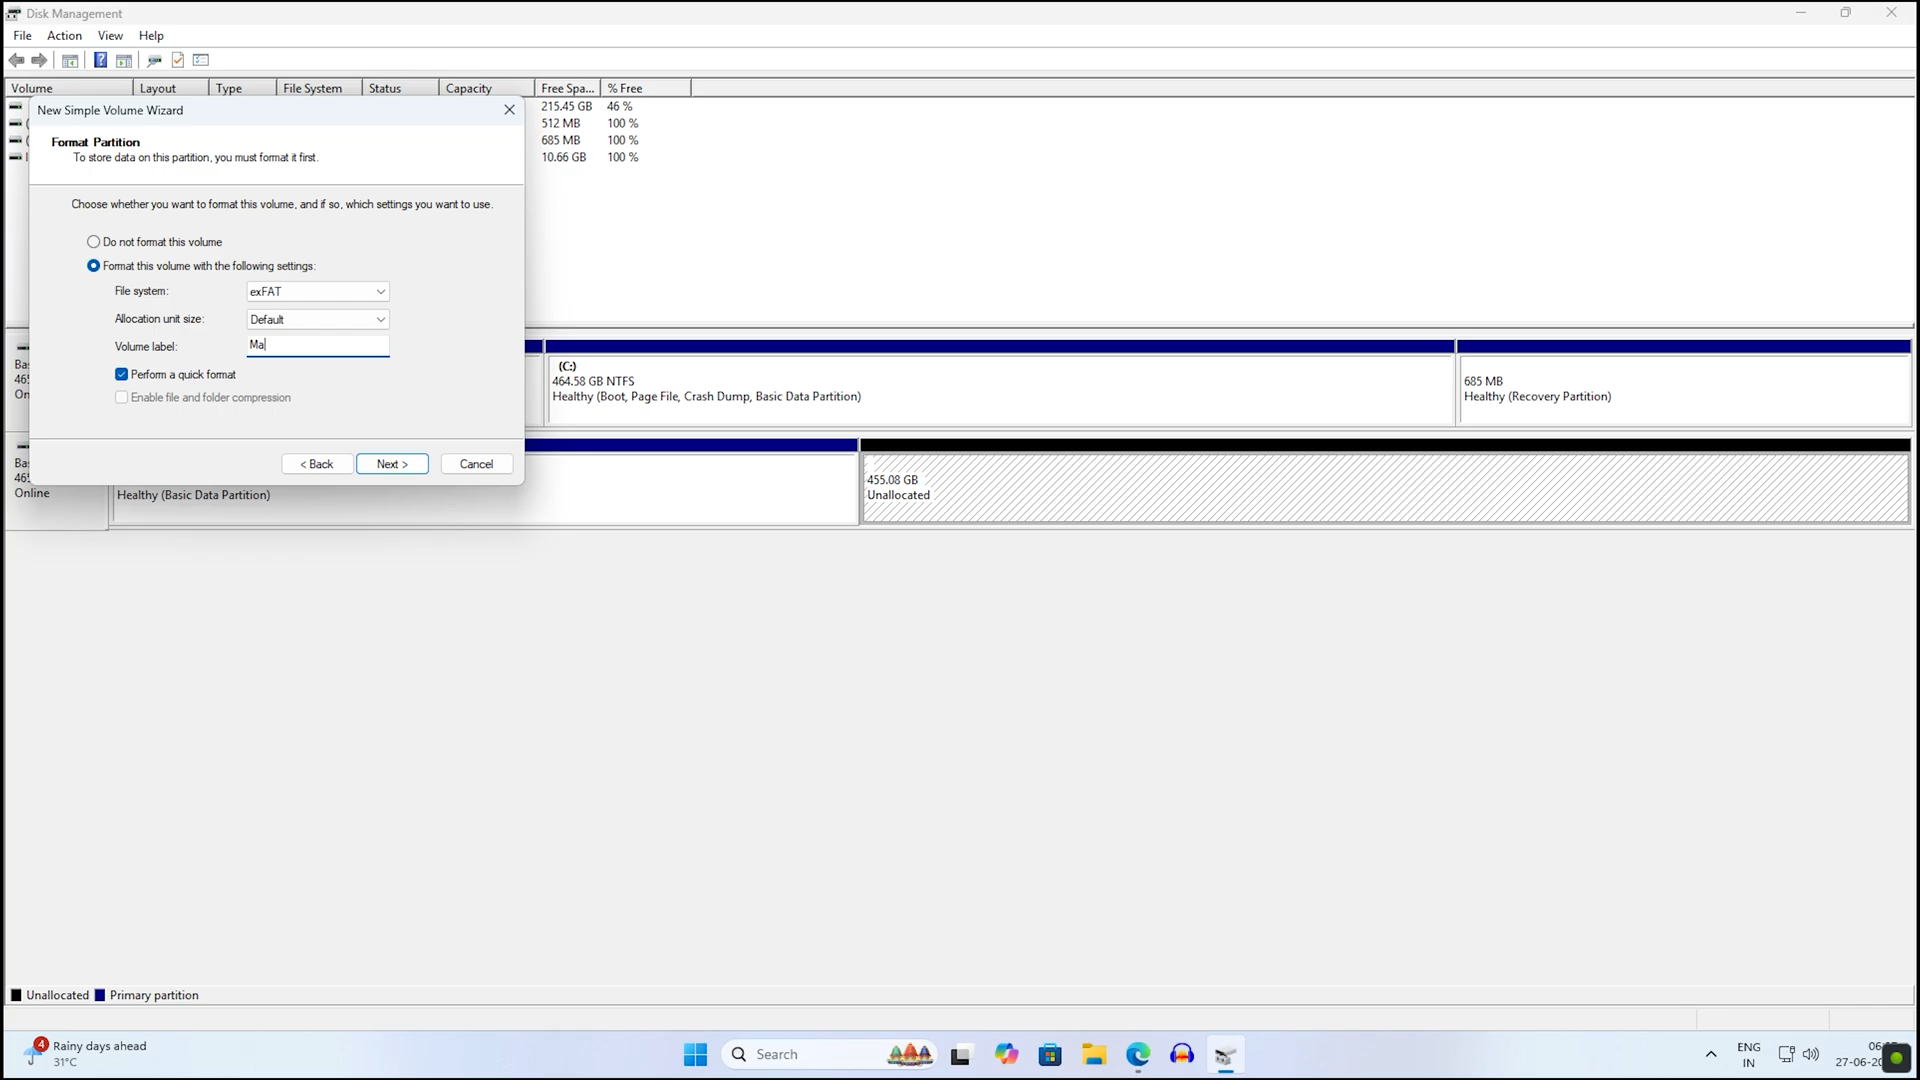 Disk Management
File Action View Help
Volume Layout Type File System Status Capacity Free Spa... % Free
New Simple Volume Wizard
215.45 GB 46 %
512 MB 100 %
685 MB 100 %
10.66 GB 100 %
Format Partition
To store data on this partition, you must format it first.
Choose whether you want to format this volume, and if so, which settings you want to use.
Do not format this volume
Format this volume with the following settings:
File system: exFAT
Allocation unit size: Default
Volume label: Ma
Perform a quick format
Enable file and folder compression
< Back Next > Cancel
(C:)
464.58 GB NTFS
Healthy (Boot, Page File, Crash Dump, Basic Data Partition)
685 MB
Healthy (Recovery Partition)
Online
Healthy (Basic Data Partition)
455.08 GB
Unallocated
Unallocated Primary partition
4
Rainy days ahead
31°C
Search
ENG
IN